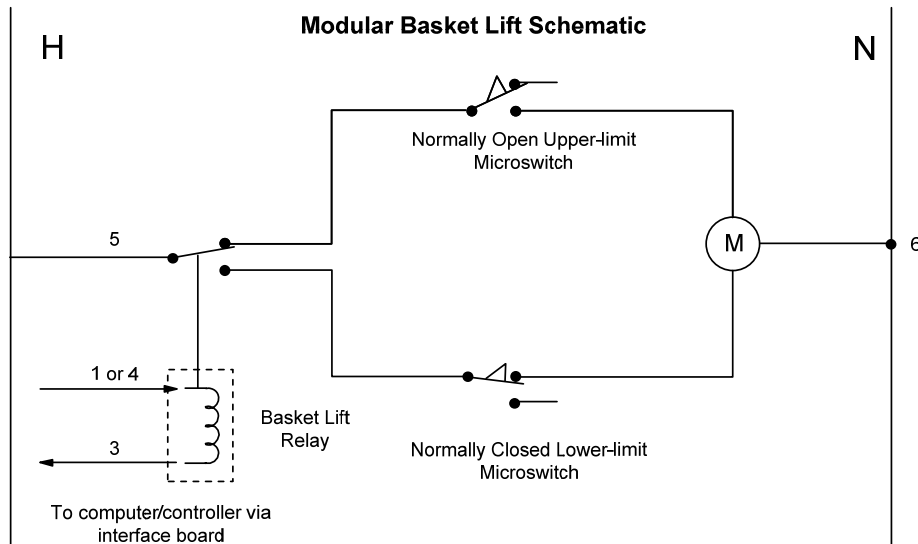 Modular Basket Lift Schematic
H
N
Normally Open Upper-limit
Microswitch
5
M
6
1 or 4
3
Basket Lift
Relay
Normally Closed Lower-limit
Microswitch
To computer/controller via
interface board